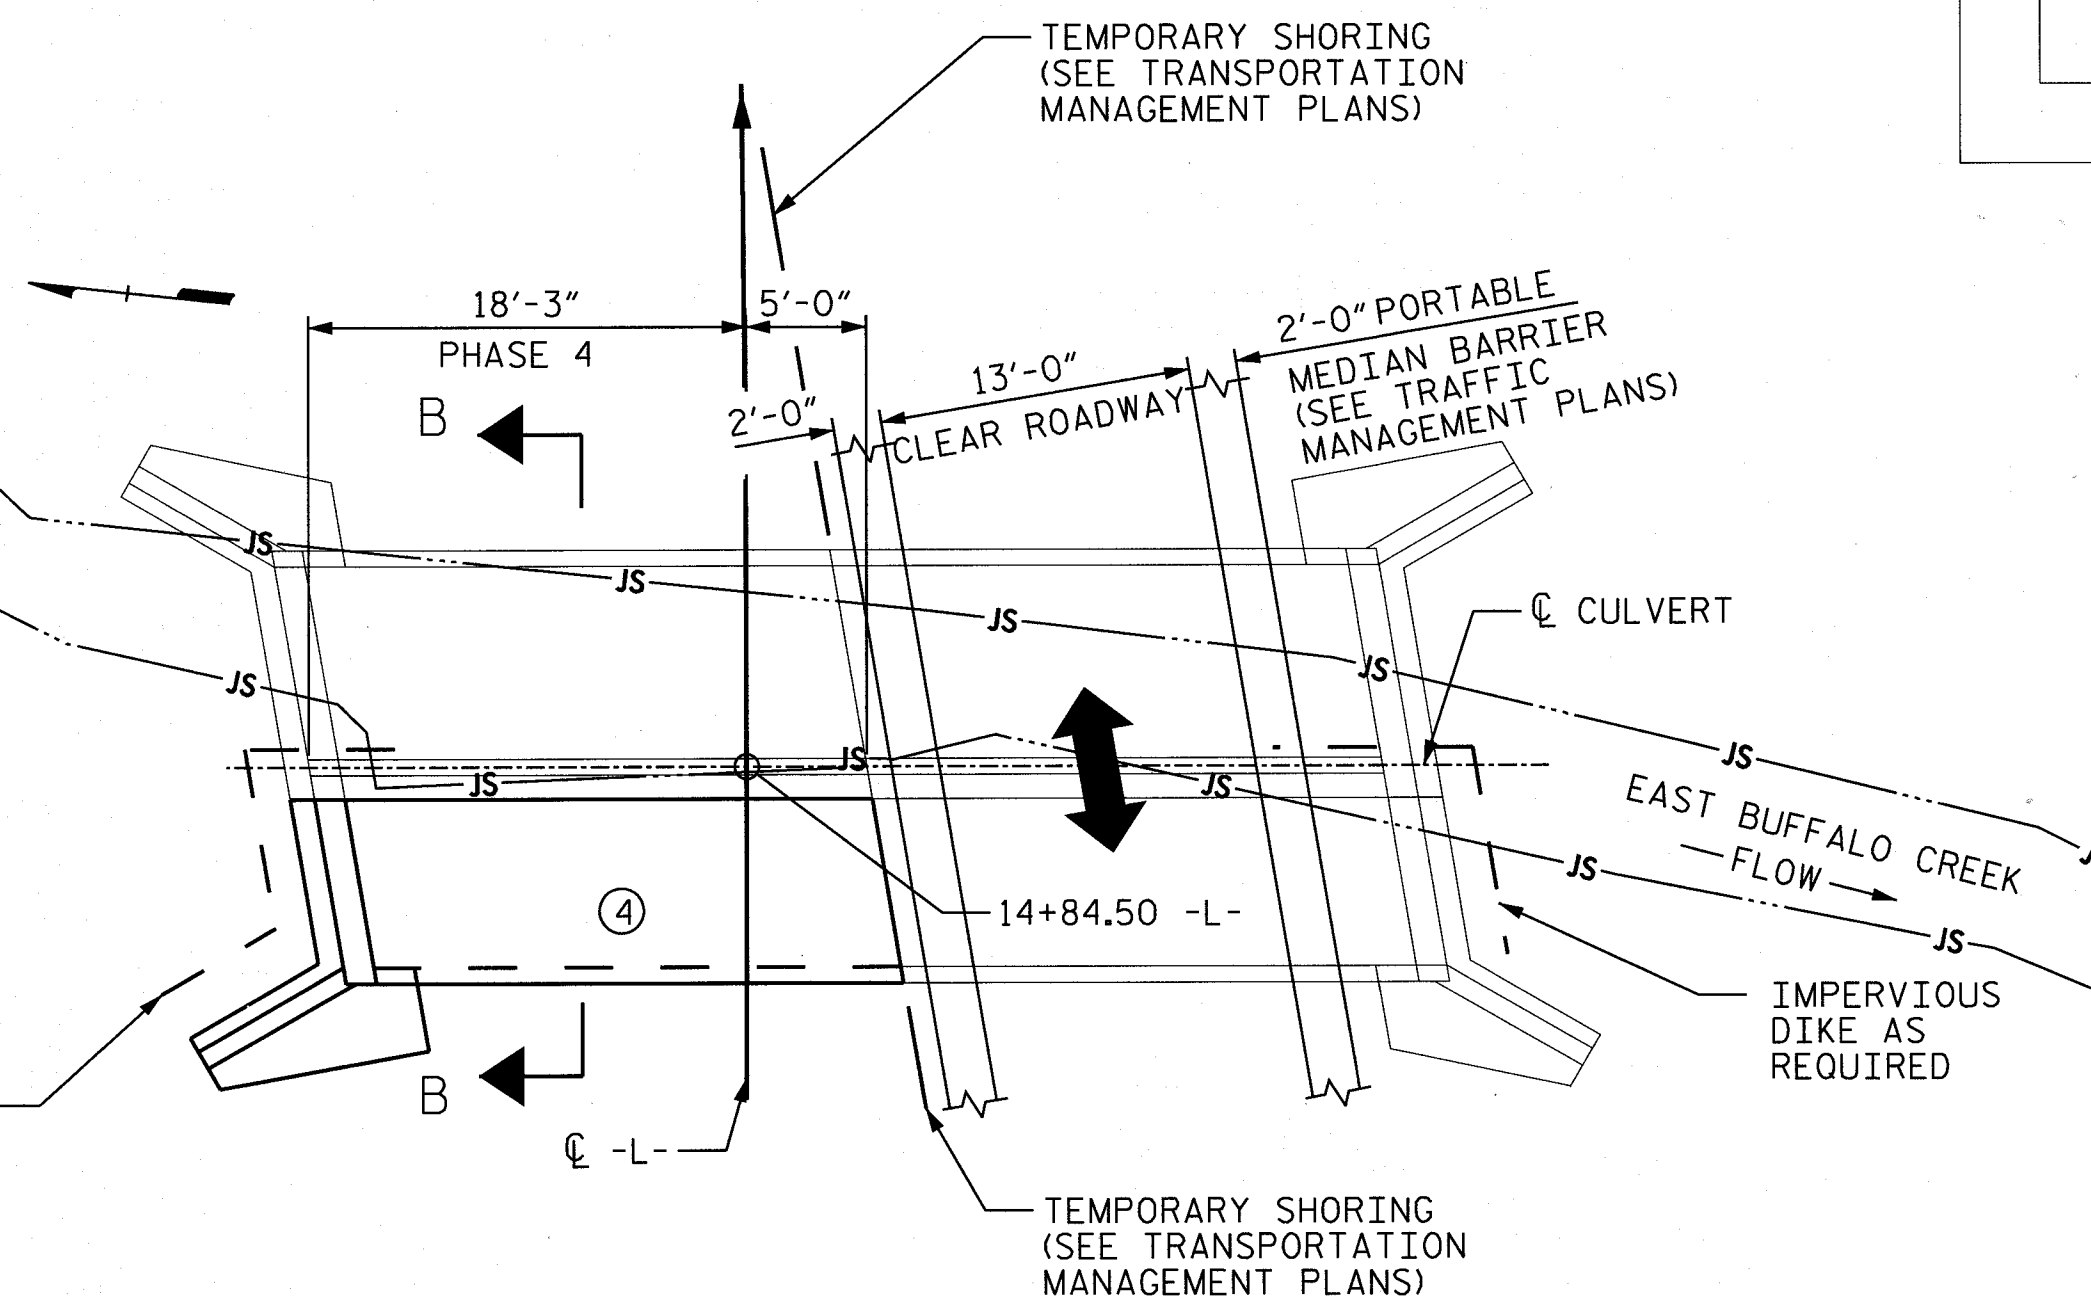 TEMPORARY SHORING
(SEE TRANSPORTATION
MANAGEMENT PLANS)
18'-3"
5'-0"
PHASE 4
2'-0" PORTABLE
MEDIAN BARRIER
(SEE TRAFFIC
MANAGEMENT PLANS)
13'-0"
CLEAR ROADWAY
2'-0"
B
JS
JS
JS
JS
℄ CULVERT
JS
JS
JS
JS
JS
JS
JS
EAST BUFFALO CREEK
FLOW
4
14+84.50 -L-
IMPERVIOUS
DIKE AS
REQUIRED
B
℄ -L-
TEMPORARY SHORING
(SEE TRANSPORTATION
MANAGEMENT PLANS)